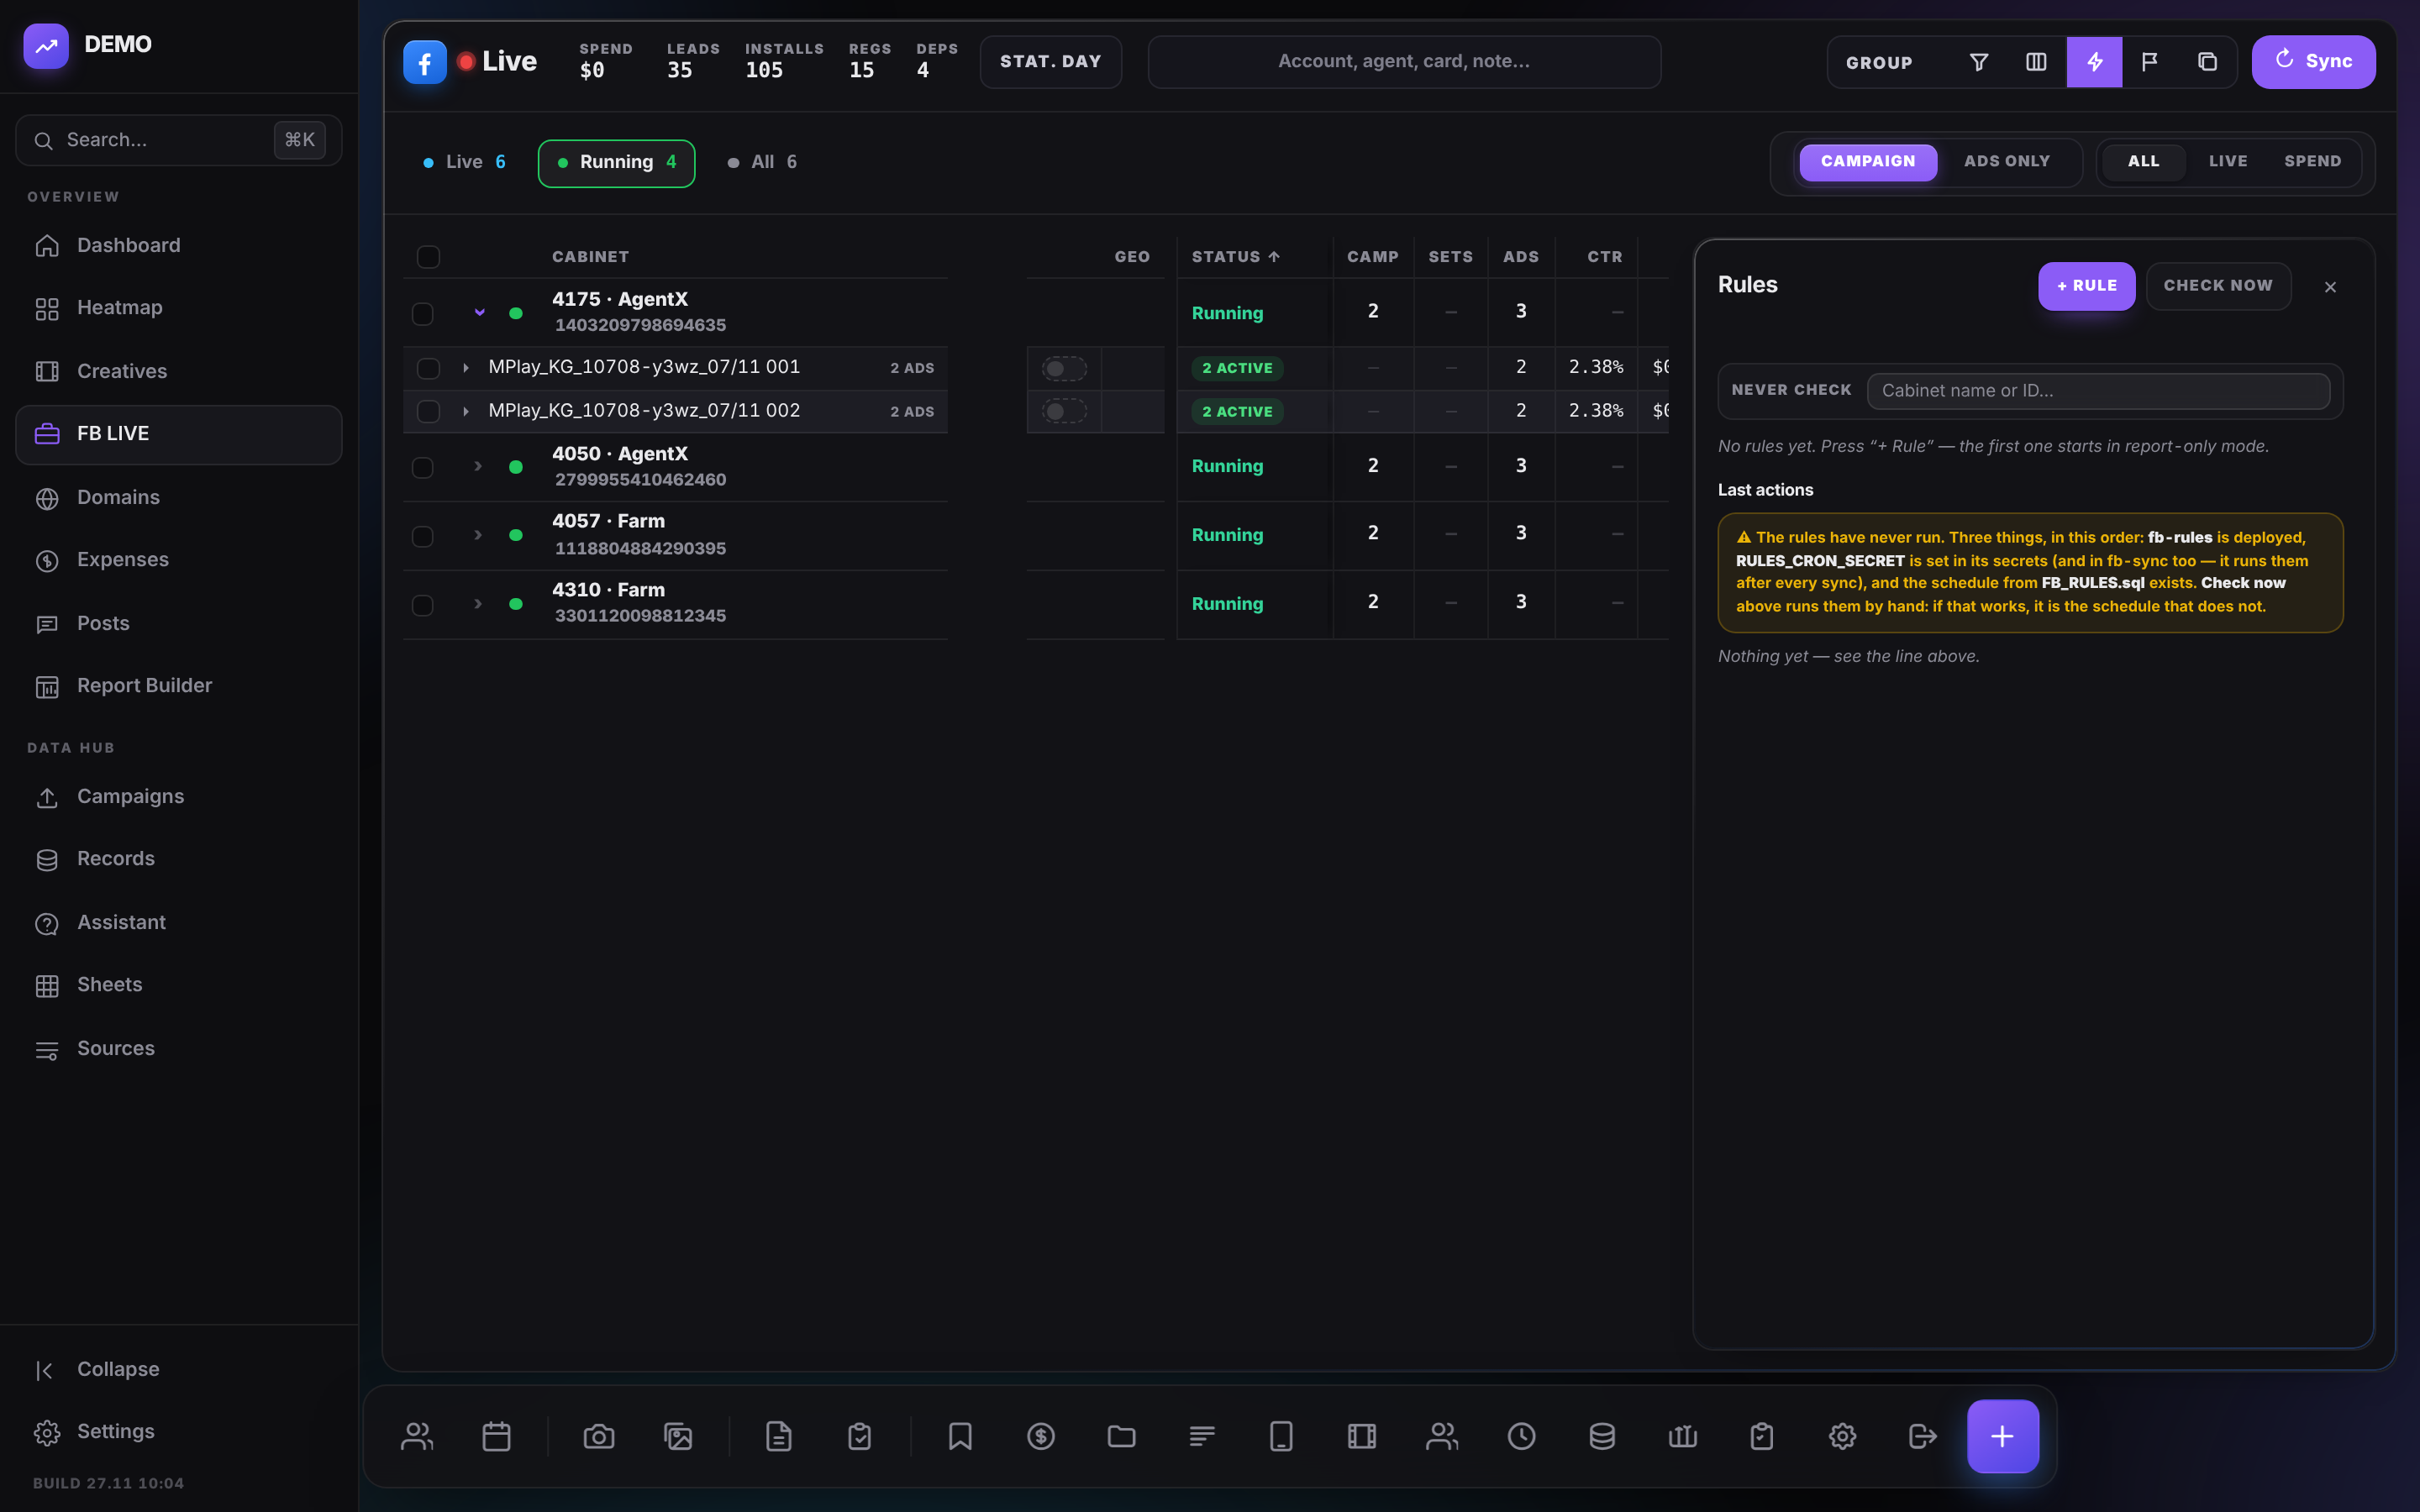 DEMO
Search...
⌘K
OVERVIEW
Dashboard
Heatmap
Creatives
FB LIVE
Domains
Expenses
Posts
Report Builder
DATA HUB
Campaigns
Records
Assistant
Sheets
Sources
Collapse
Settings
BUILD 27.11 10:04
Live
SPEND
$0
LEADS
35
INSTALLS
105
REGS
15
DEPS
4
STAT. DAY
Account, agent, card, note...
GROUP
Sync
Live 6
Running 4
All 6
CAMPAIGN
ADS ONLY
ALL
LIVE
SPEND
CABINET GEO STATUS ↑ CAMP SETS ADS CTR
4175 · AgentX
1403209798694635
Running 2 — 3 —
MPlay_KG_10708-y3wz_07/11 001 2 ADS 2 ACTIVE — — 2 2.38%
MPlay_KG_10708-y3wz_07/11 002 2 ADS 2 ACTIVE — — 2 2.38%
4050 · AgentX
2799955410462460
Running 2 — 3 —
4057 · Farm
1118804884290395
Running 2 — 3 —
4310 · Farm
3301120098812345
Running 2 — 3 —
Rules
+ RULE
CHECK NOW
×
NEVER CHECK
Cabinet name or ID...
No rules yet. Press “+ Rule” — the first one starts in report-only mode.
Last actions
⚠ The rules have never run. Three things, in this order: fb-rules is deployed,
RULES_CRON_SECRET is set in its secrets (and in fb-sync too — it runs them
after every sync), and the schedule from FB_RULES.sql exists. Check now
above runs them by hand: if that works, it is the schedule that does not.
Nothing yet — see the line above.